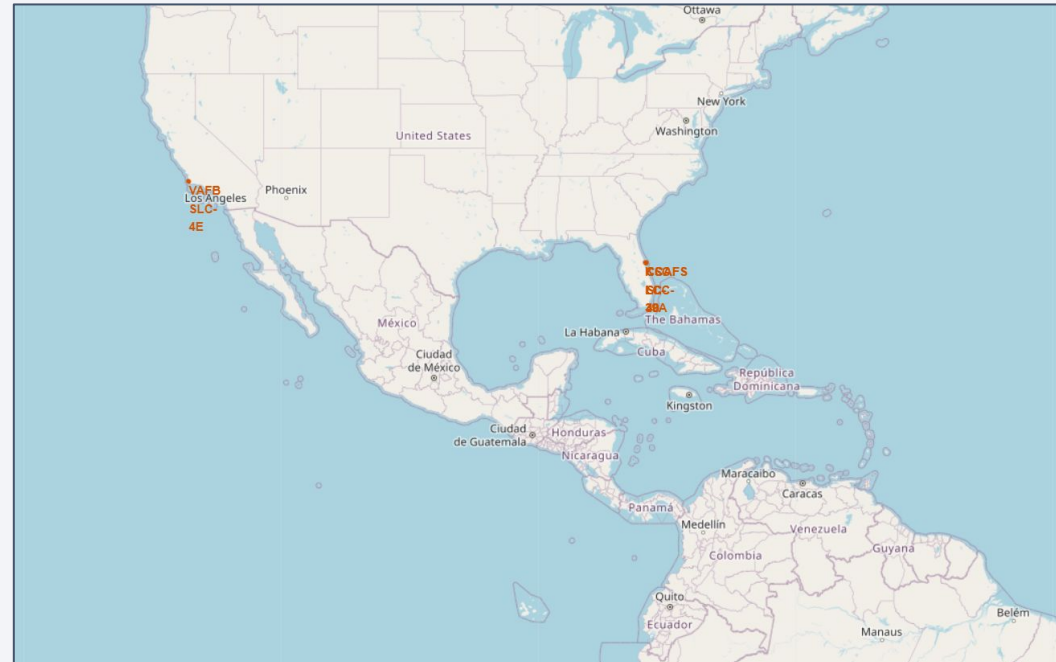 Ottawa
New York
Washington
United States
VAFB
SLC-
4E
Los Angeles
Phoenix
The Bahamas
La Habana
Cuba
México
Ciudad
de México
República
Dominicana
Kingston
Ciudad
de Guatemala
Honduras
Nicaragua
Maracaibo
Caracas
Panamá
Medellín
Venezuela
Guyana
Colombia
Quito
Ecuador
Belém
Manaus